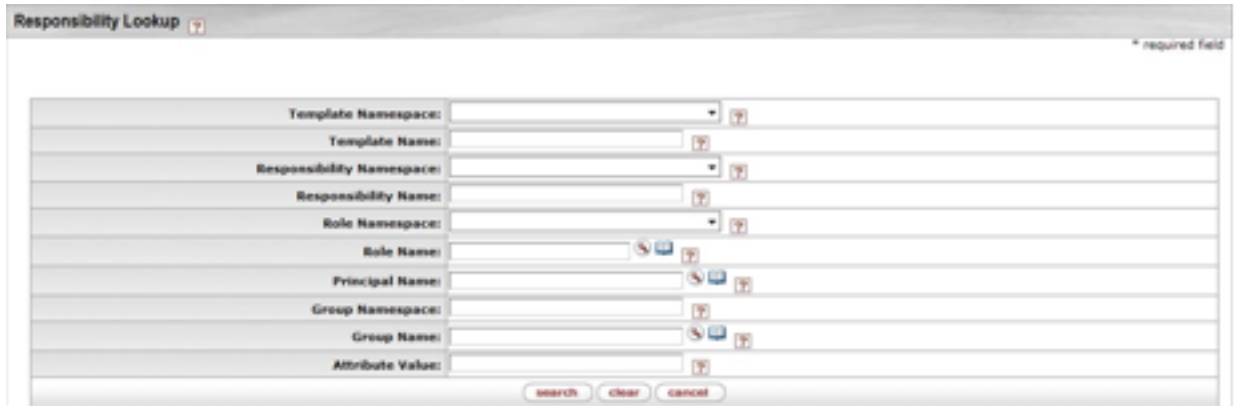 Responsibility Lookup ?
* required field
Template Namespace: ?
Template Name: ?
Responsibility Namespace: ?
Responsibility Name: ?
Role Namespace: ?
Role Name: ?
Principal Name: ?
Group Namespace: ?
Group Name: ?
Attribute Value: ?
search clear cancel